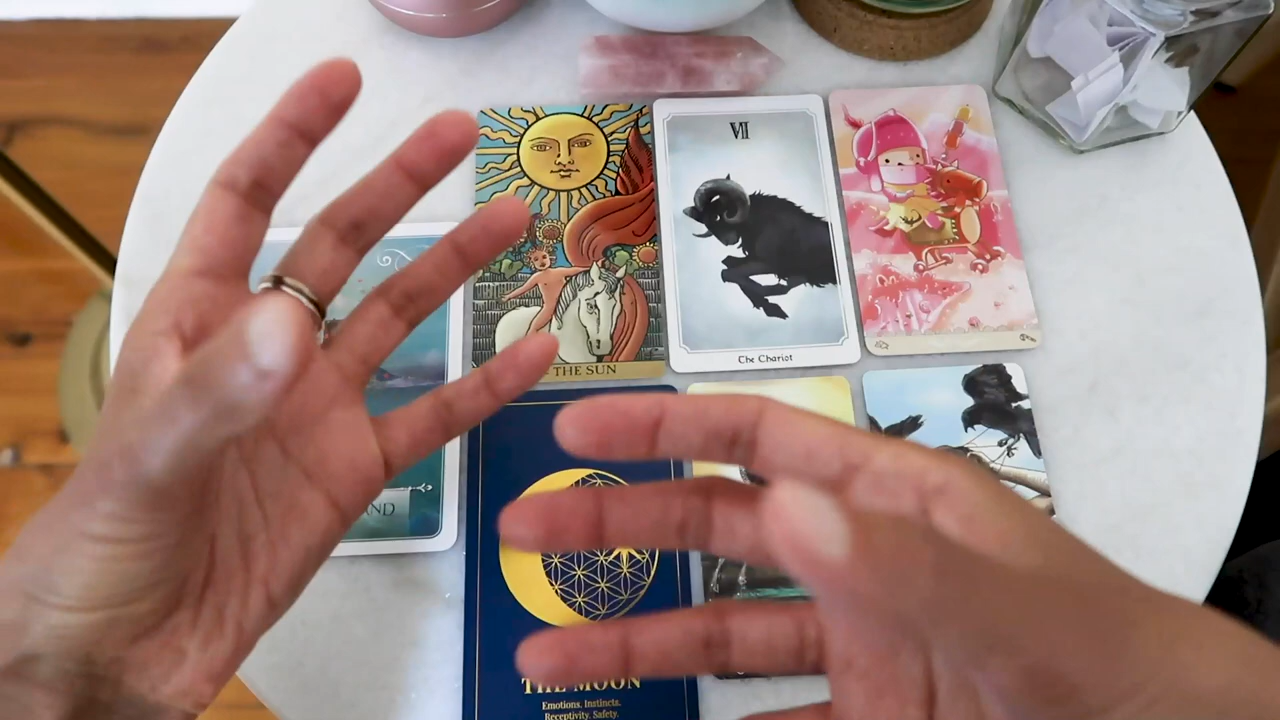 VII
THE SUN
The Chariot
THE MOON
Emotions. Instincts.
Receptivity. Safety.